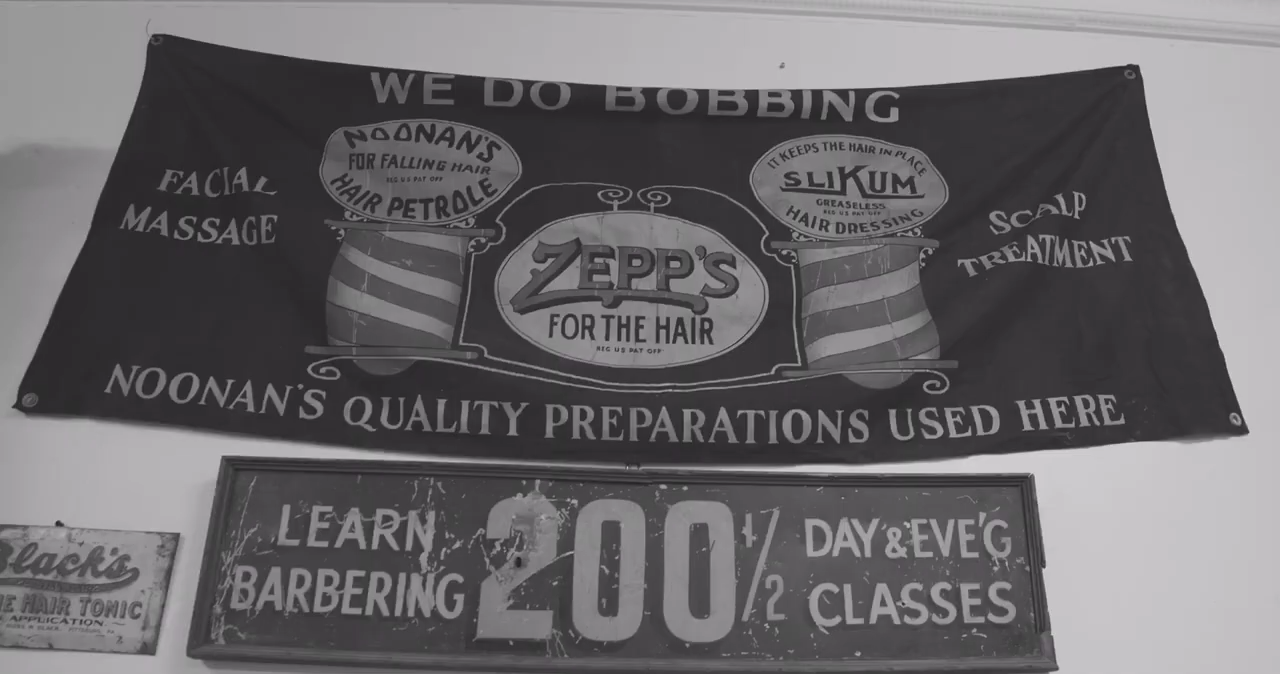 WE DO BOBBING
FACIAL
MASSAGE
NOONAN'S
FOR FALLING HAIR
REG US PAT OFF
HAIR PETROLE
ZEPP'S
FOR THE HAIR
REG US PAT OFF
IT KEEPS THE HAIR IN PLACE
SLIKUM
GREASELESS
REG US PAT OFF
HAIR DRESSING
SCALP
TREATMENT
NOONAN'S QUALITY PREPARATIONS USED HERE
LEARN
BARBERING
200 1/2
DAY & EVE'G
CLASSES
Black's
HAIR TONIC
APPLICATION